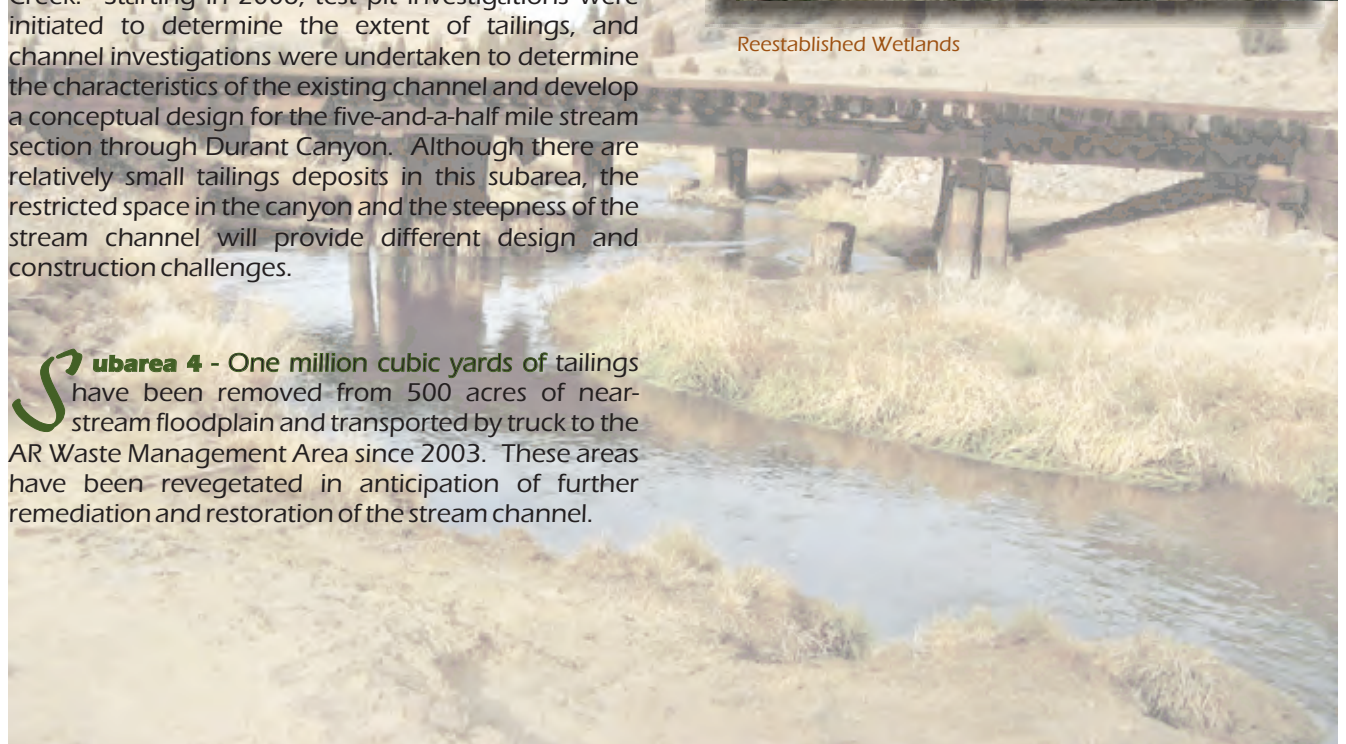 Creek. Starting in 2006, test pit investigations were
initiated to determine the extent of tailings, and
channel investigations were undertaken to determine
the characteristics of the existing channel and develop
a conceptual design for the five-and-a-half mile stream
section through Durant Canyon. Although there are
relatively small tailings deposits in this subarea, the
restricted space in the canyon and the steepness of the
stream channel will provide different design and
construction challenges.
Subarea 4 - One million cubic yards of tailings
have been removed from 500 acres of near-
stream floodplain and transported by truck to the
AR Waste Management Area since 2003. These areas
have been revegetated in anticipation of further
remediation and restoration of the stream channel.
Reestablished Wetlands